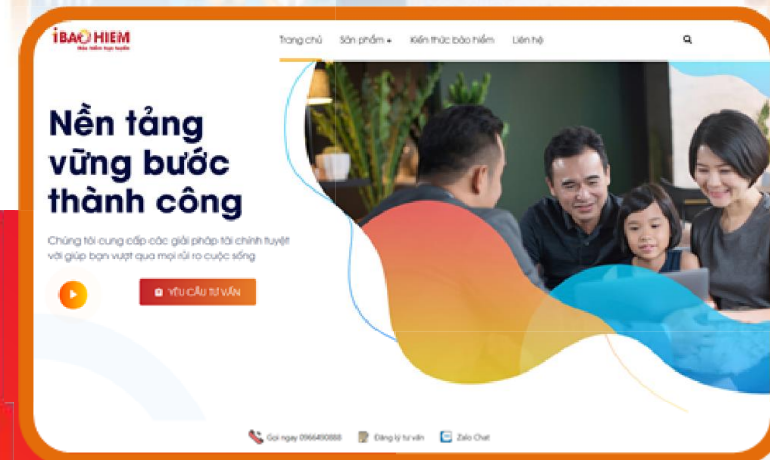 iBAO HIEM
Bảo hiểm trực tuyến
Trang chủ Sản phẩm Kiến thức bảo hiểm Liên hệ
Nền tảng
vững bước
thành công
Chúng tôi cung cấp các giải pháp tài chính tuyệt
vời giúp bạn vượt qua mọi rủi ro cuộc sống
YÊU CẦU TƯ VẤN
Gọi ngay 0966490888 Đăng ký tư vấn Zalo Chat